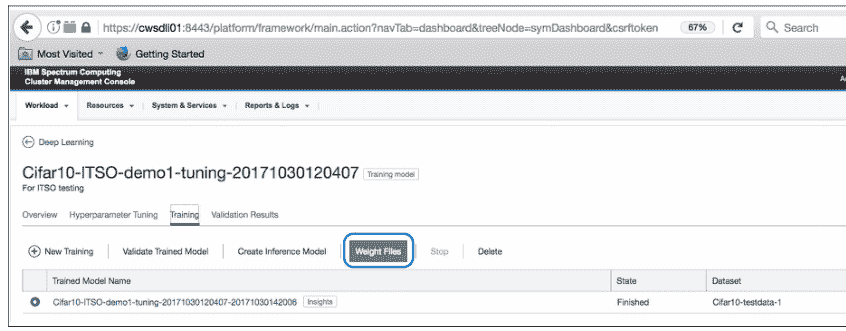 https://cwsdli01:8443/platform/framework/main.action?navTab=dashboard&treeNode=symDashboard&csrftoken 67% Search
Most Visited Getting Started
IBM Spectrum Computing
Cluster Management Console
Workload Resources System & Services Reports & Logs
Deep Learning
Cifar10-ITSO-demo1-tuning-20171030120407 Training model
For ITSO testing
Overview Hyperparameter Tuning Training Validation Results
New Training Validate Trained Model Create Inference Model Weight Files Stop Delete
Trained Model Name State Dataset
Cifar10-ITSO-demo1-tuning-20171030120407-20171030142006 Insights Finished Cifar10-testdata-1